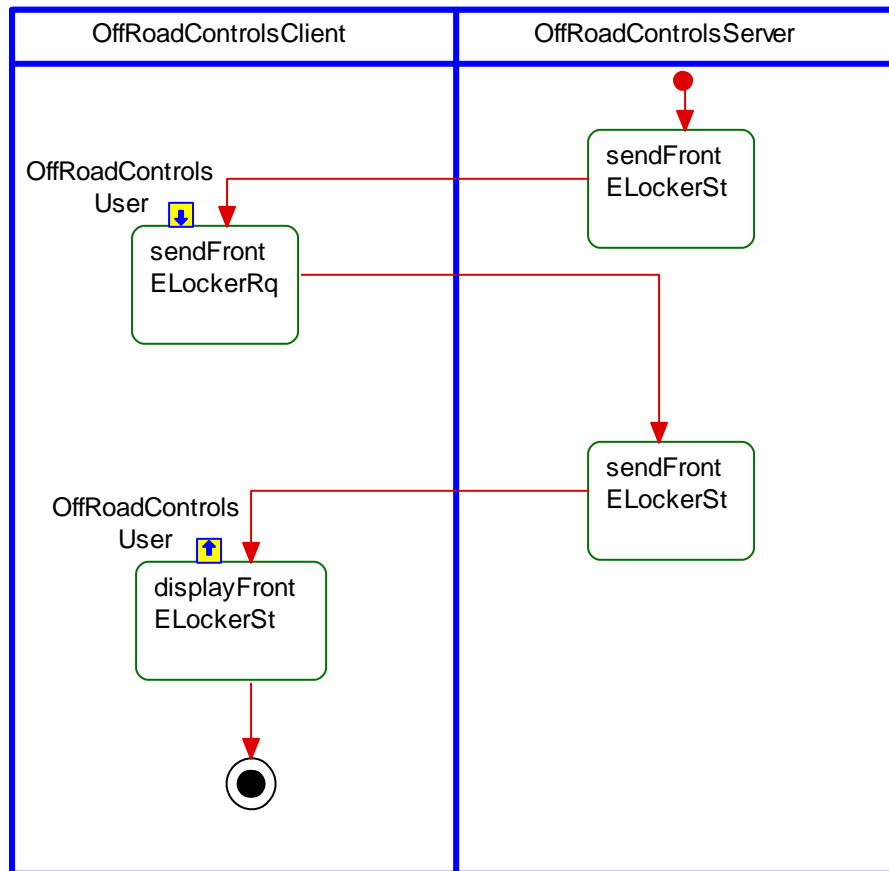 OffRoadControlsClient
OffRoadControlsServer
sendFront
ELockerSt
OffRoadControls
User
sendFront
ELockerRq
sendFront
ELockerSt
OffRoadControls
User
displayFront
ELockerSt